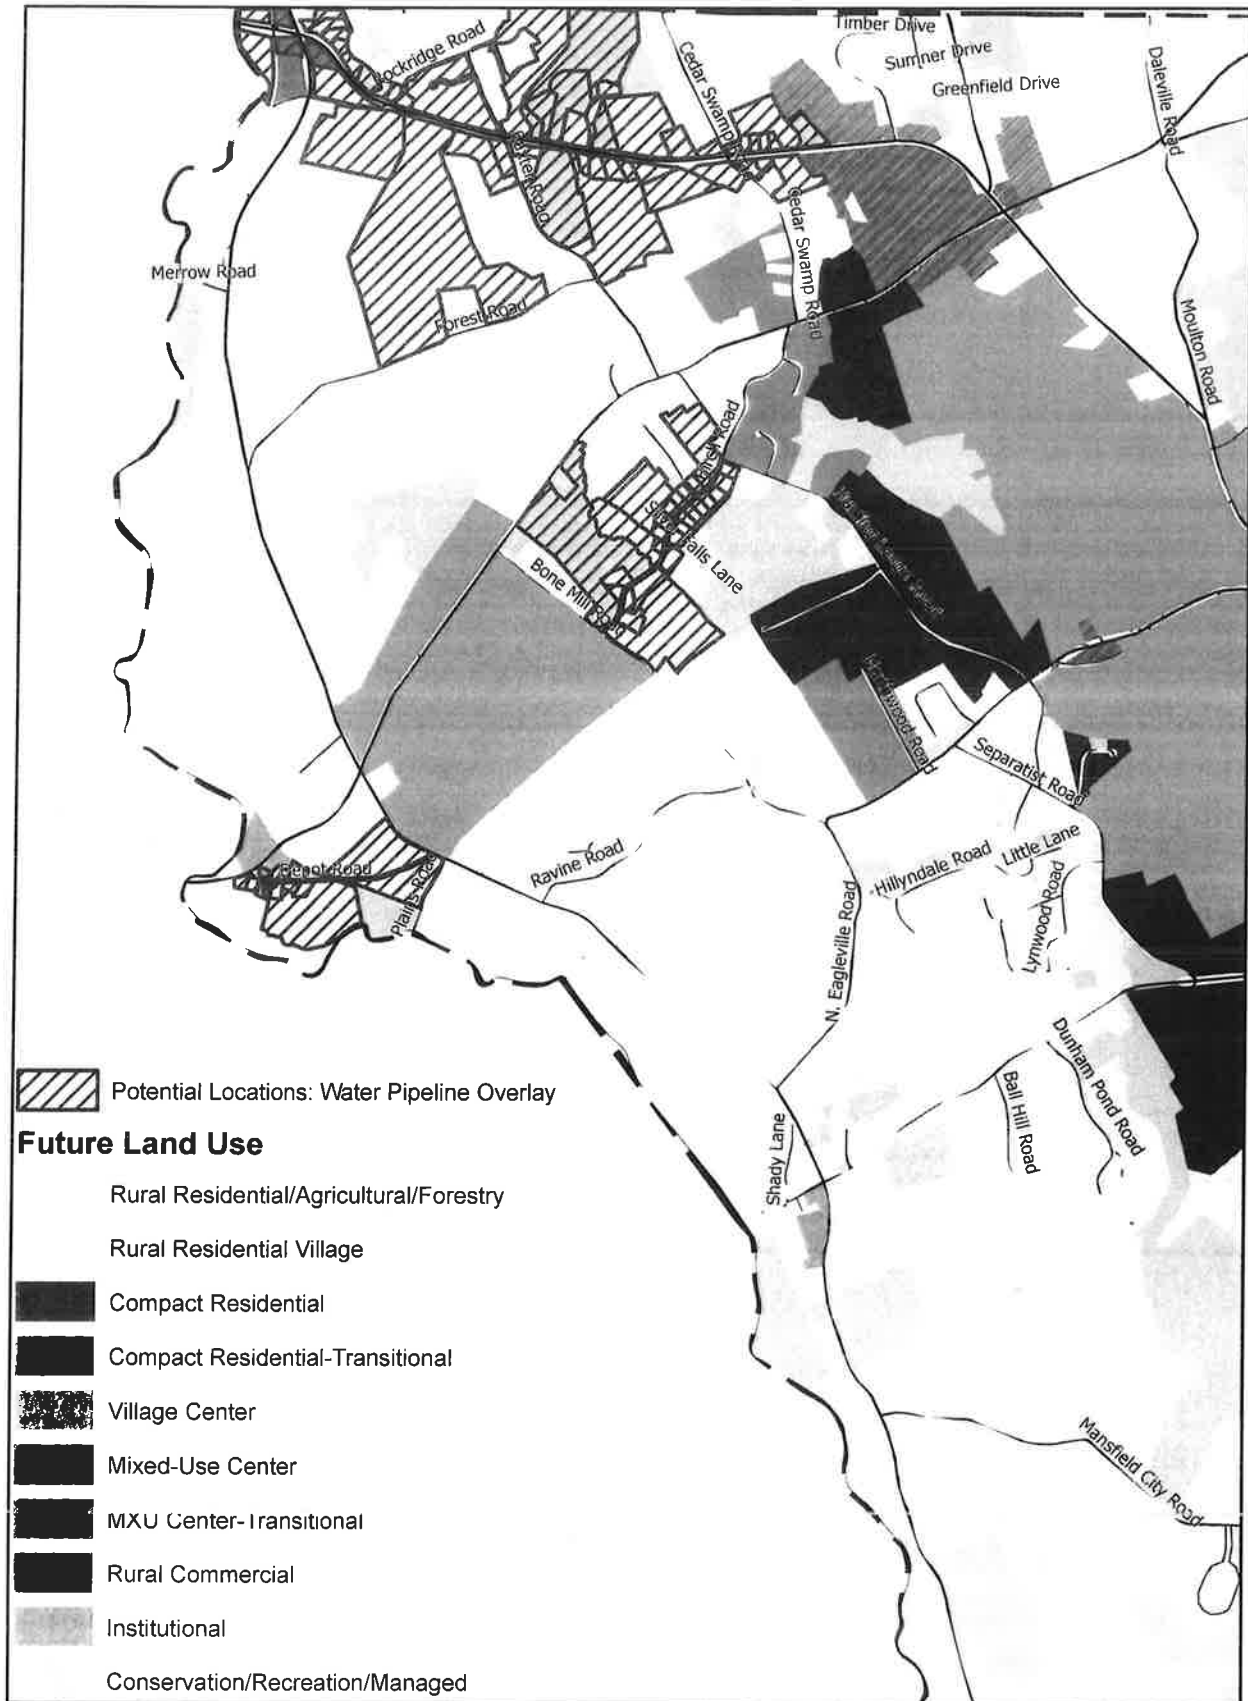 Timber Drive
Sumner Drive
Greenfield Drive
Daleville Road
Rockridge Road
Cedar Swamp
Road
Cedar Swamp Road
Merrow Road
Forest Road
Moulton Road
Road
Falls Lane
Bone Mill Road
Northwood Road
Separatist Road
Depot Road
Plains Road
Ravine Road
Hillyndale Road
Little Lane
Lynwood Road
N. Eagleville Road
Dunham Pond Road
Ball Hill Road
Shady Lane
Mansfield City Road
Potential Locations: Water Pipeline Overlay
Future Land Use
Rural Residential/Agricultural/Forestry
Rural Residential Village
Compact Residential
Compact Residential-Transitional
Village Center
Mixed-Use Center
MXU Center-Transitional
Rural Commercial
Institutional
Conservation/Recreation/Managed